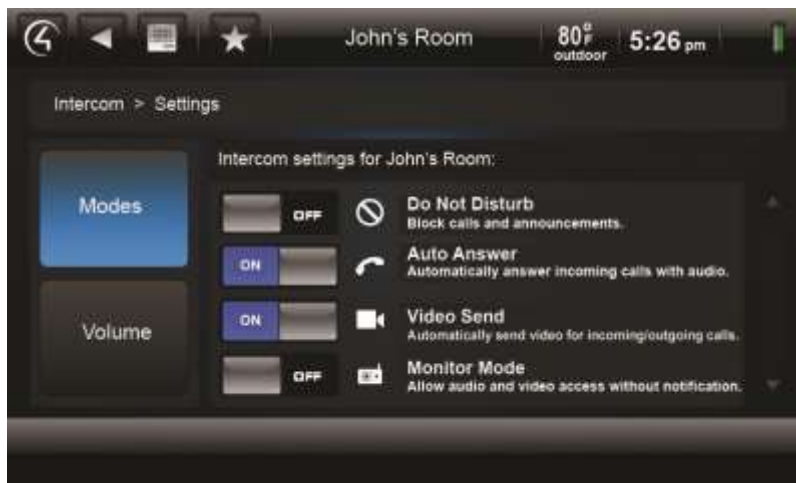 John's Room
80°F
outdoor
5:26 pm
Intercom > Settings
Modes
Volume
Intercom settings for John's Room:
OFF
Do Not Disturb
Block calls and announcements.
ON
Auto Answer
Automatically answer incoming calls with audio.
ON
Video Send
Automatically send video for incoming/outgoing calls.
OFF
Monitor Mode
Allow audio and video access without notification.